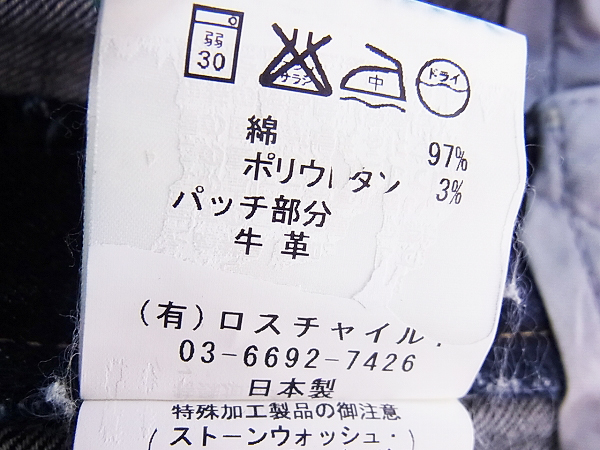 弱
30
エンソ
サラシ
中
ドライ
綿 97%
ポリウレタン 3%
パッチ部分
牛革
(有)ロスチャイル.
03-6692-7426
日本製
特殊加工製品の御注意
(ストーンウォッシュ・